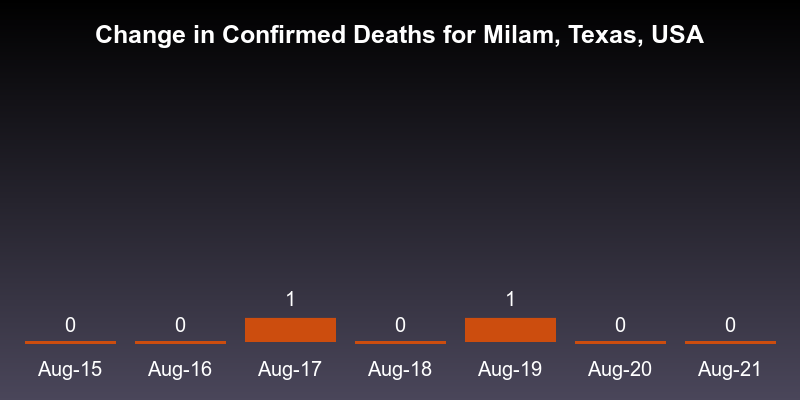 Change in Confirmed Deaths for Milam, Texas, USA
0 0 1 0 1 0 0
Aug-15 Aug-16 Aug-17 Aug-18 Aug-19 Aug-20 Aug-21